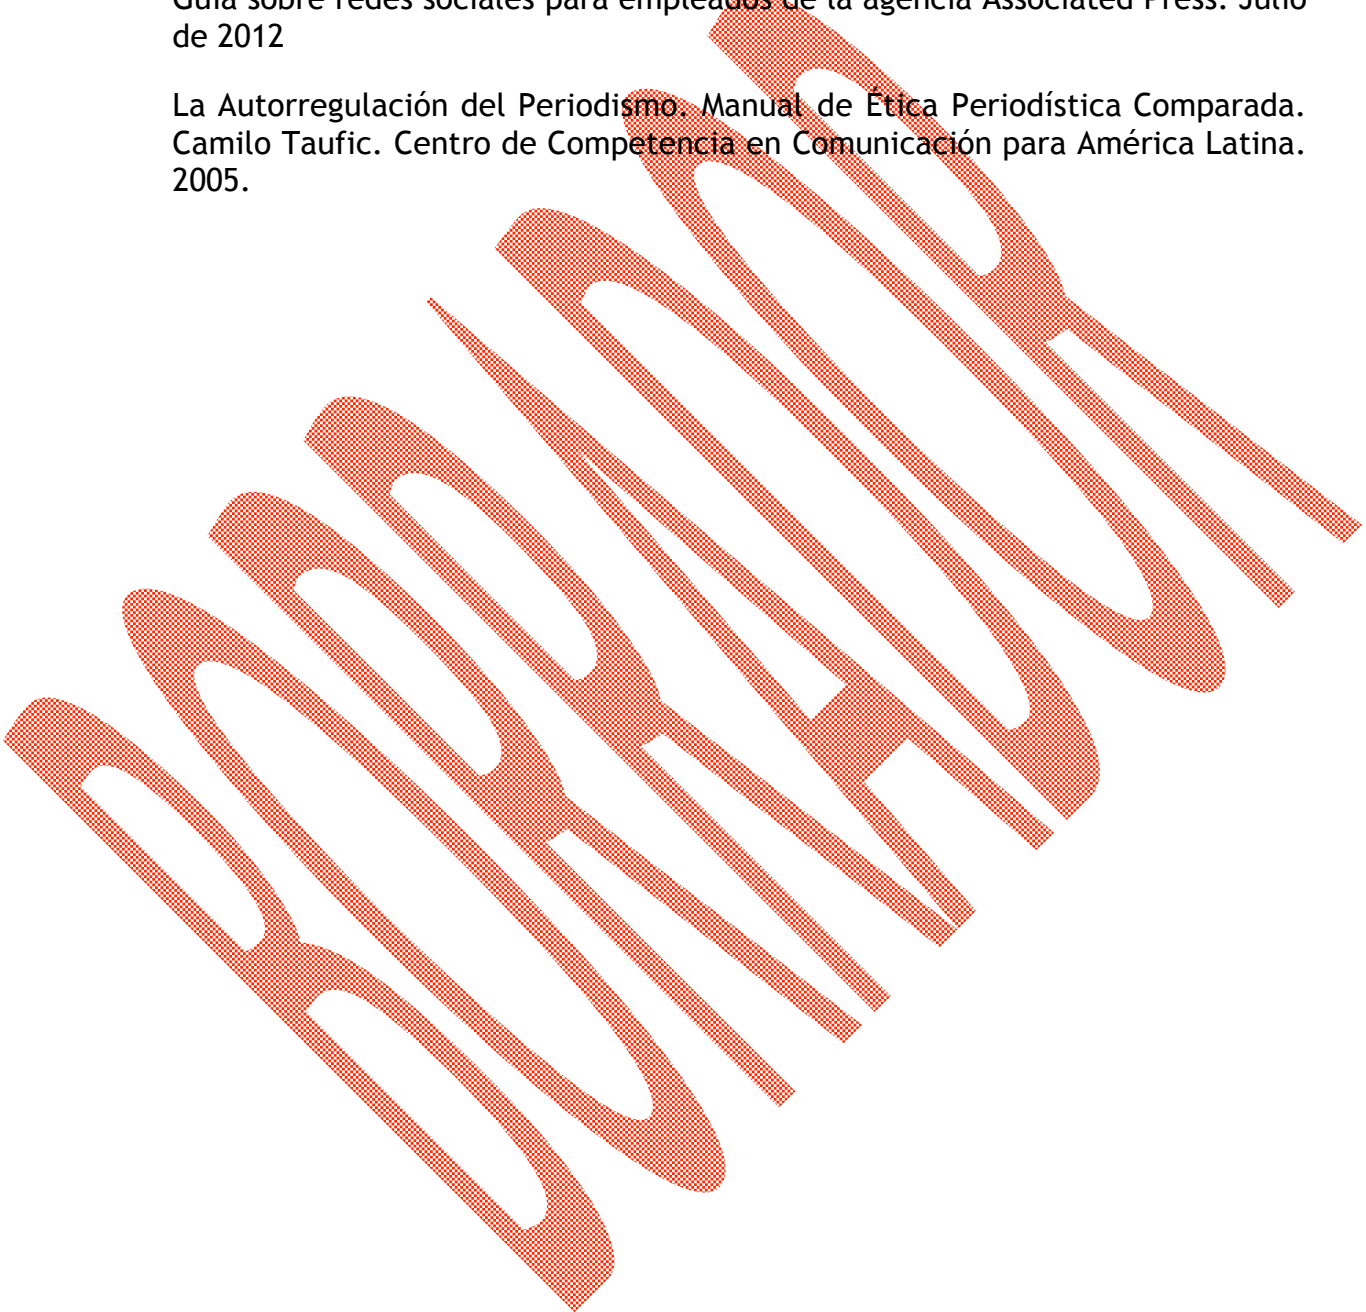 Guía sobre redes sociales para empleados de la agencia Associated Press. Julio
de 2012
La Autorregulación del Periodismo. Manual de Ética Periodística Comparada.
Camilo Taufic. Centro de Competencia en Comunicación para América Latina.
2005.
BORRADOR